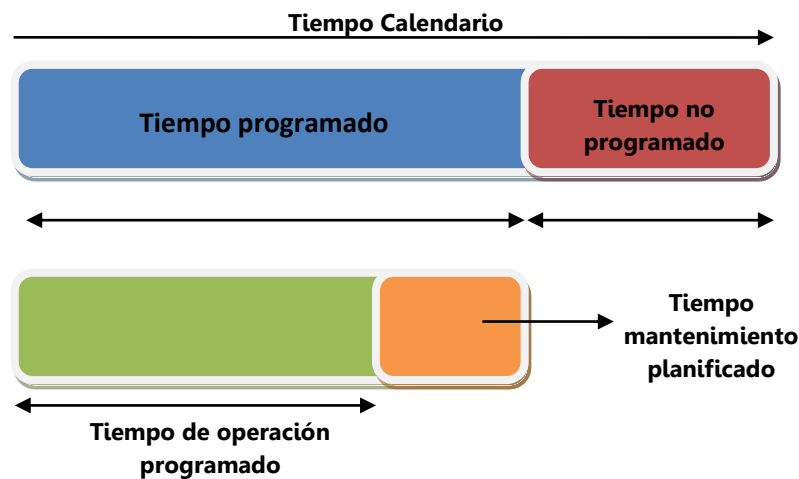 Tiempo Calendario
Tiempo programado
Tiempo no
programado
Tiempo
mantenimiento
planificado
Tiempo de operación
programado